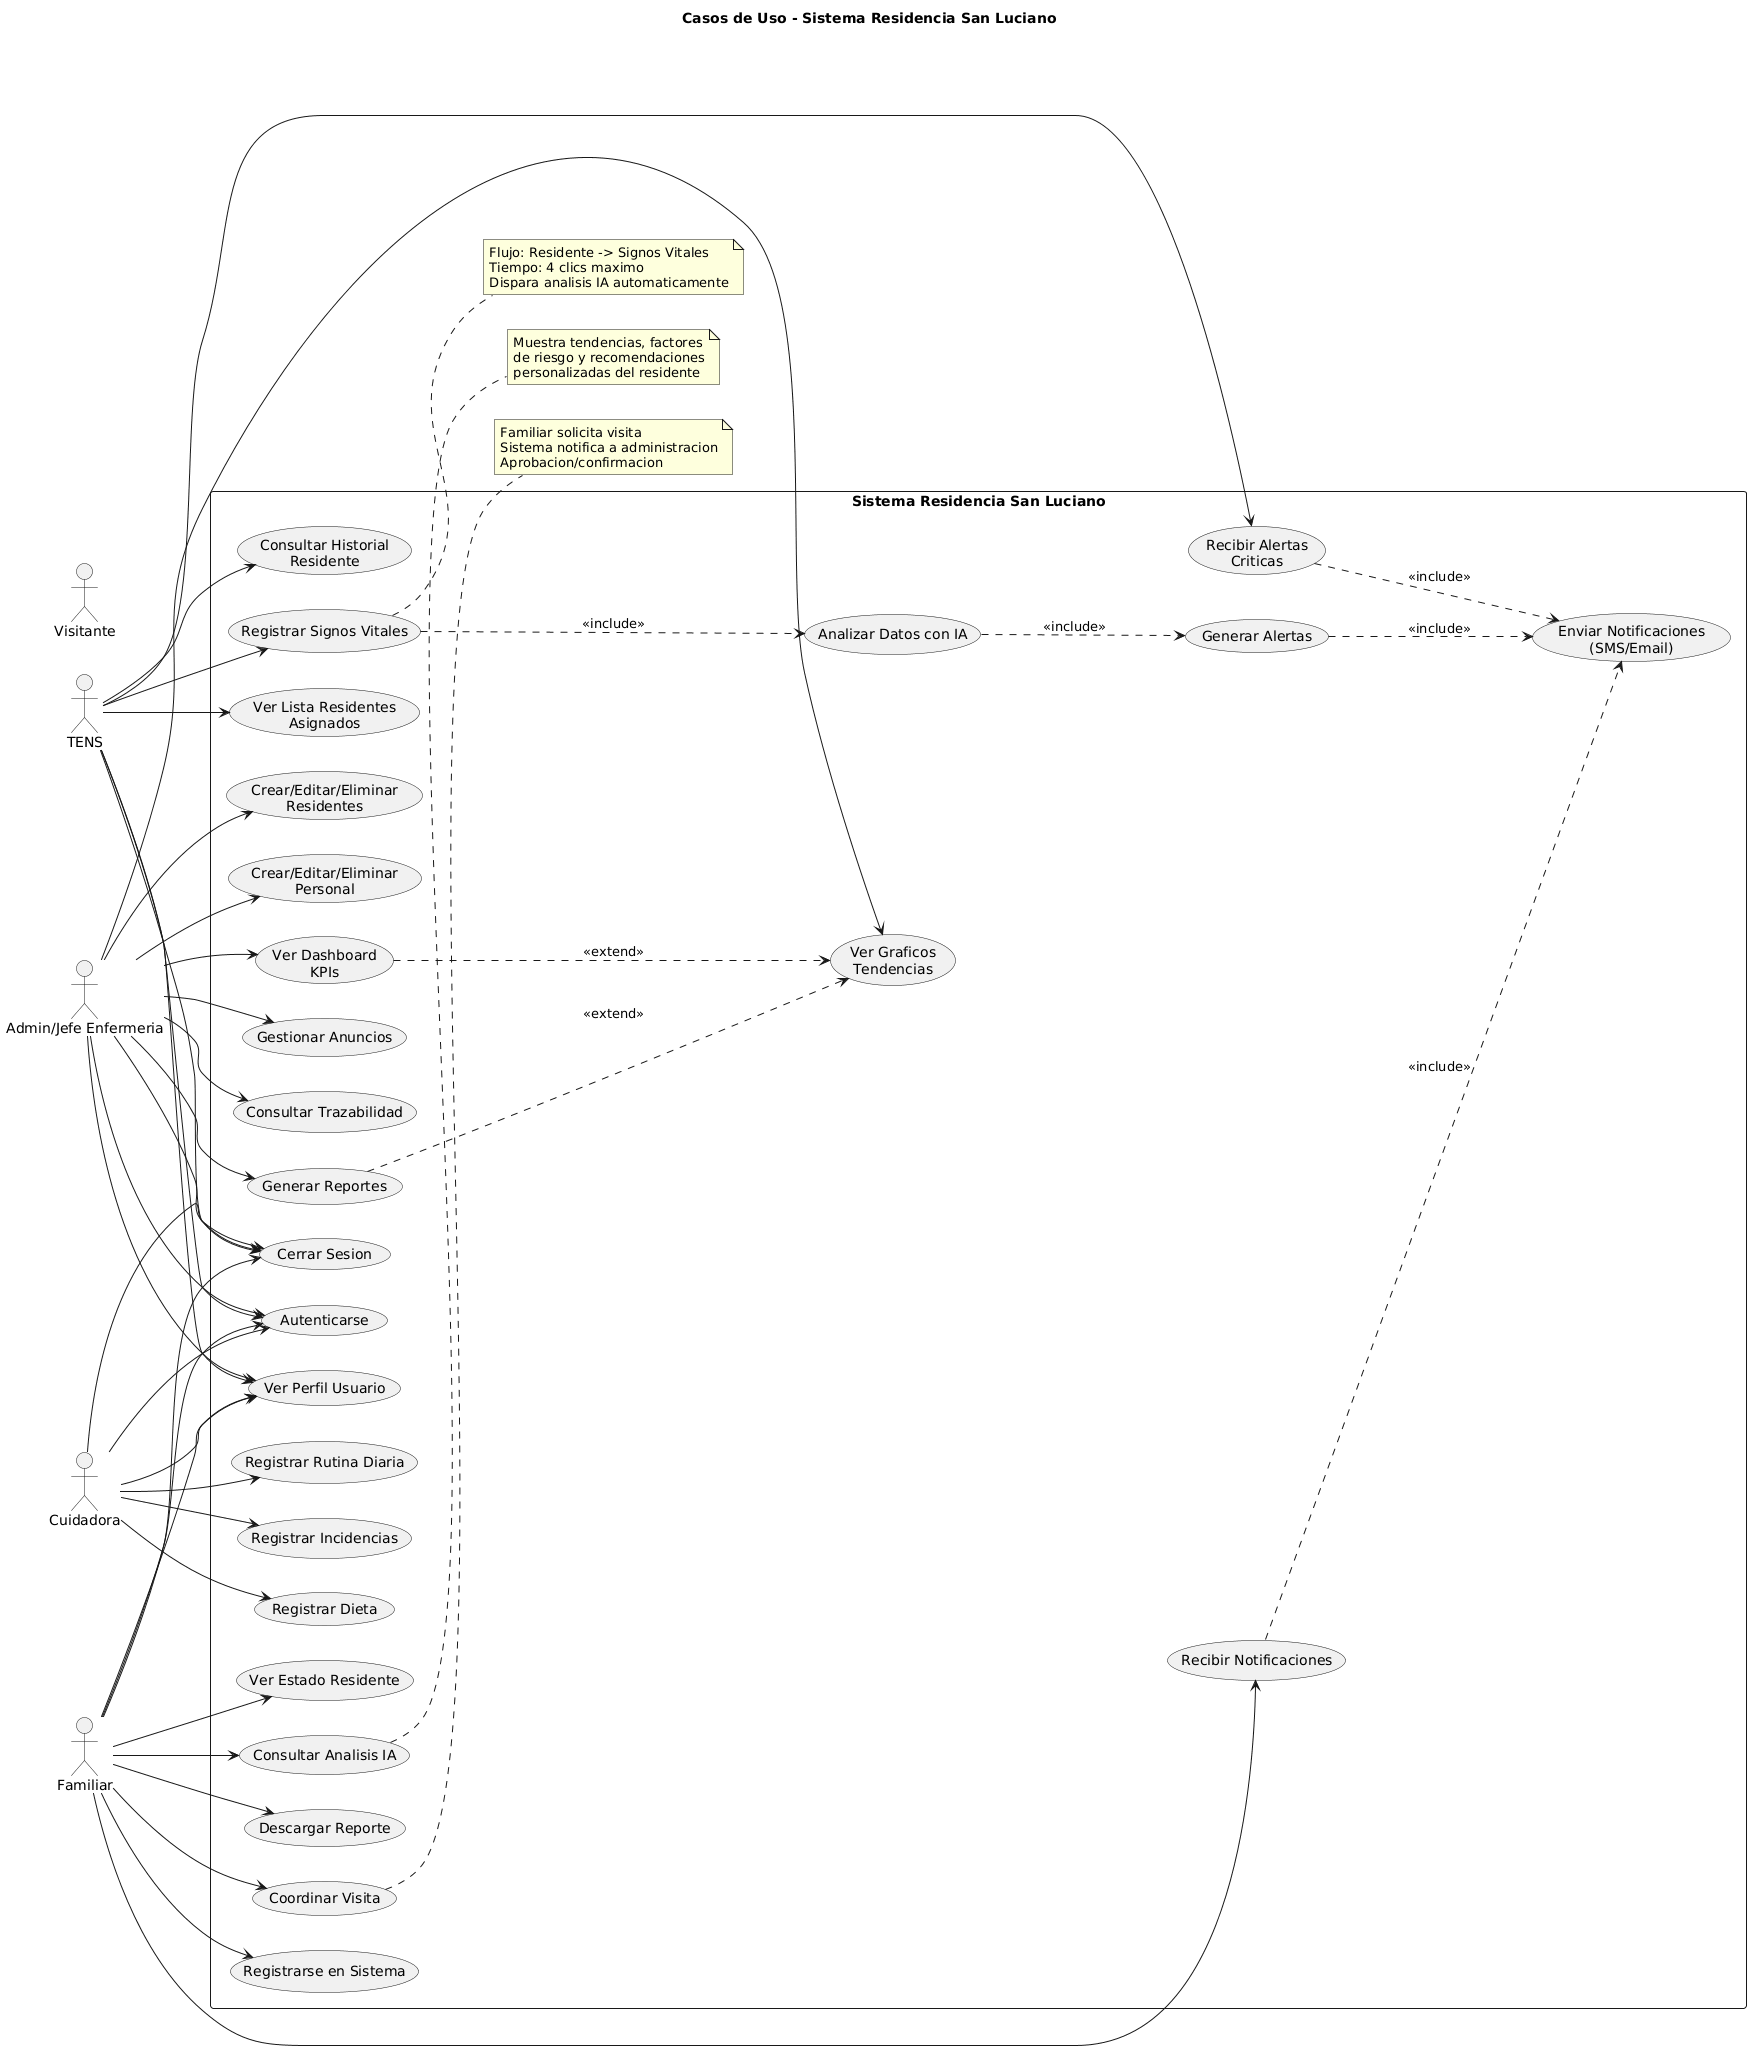 Casos de Uso - Sistema Residencia San Luciano
Flujo: Residente -> Signos Vitales
Tiempo: 4 clics maximo
Dispara analisis IA automaticamente
Muestra tendencias, factores
de riesgo y recomendaciones
personalizadas del residente
Familiar solicita visita
Sistema notifica a administracion
Aprobacion/confirmacion
Sistema Residencia San Luciano
Visitante
TENS
Admin/Jefe Enfermeria
Cuidadora
Familiar
Consultar Historial
Residente
Registrar Signos Vitales
Ver Lista Residentes
Asignados
Crear/Editar/Eliminar
Residentes
Crear/Editar/Eliminar
Personal
Ver Dashboard
KPIs
Gestionar Anuncios
Consultar Trazabilidad
Generar Reportes
Cerrar Sesion
Autenticarse
Ver Perfil Usuario
Registrar Rutina Diaria
Registrar Incidencias
Registrar Dieta
Ver Estado Residente
Consultar Analisis IA
Descargar Reporte
Coordinar Visita
Registrarse en Sistema
«include»
Analizar Datos con IA
«include»
Recibir Alertas
Criticas
Generar Alertas
«include»
«include»
Enviar Notificaciones
(SMS/Email)
«extend»
Ver Graficos
Tendencias
«extend»
«include»
Recibir Notificaciones